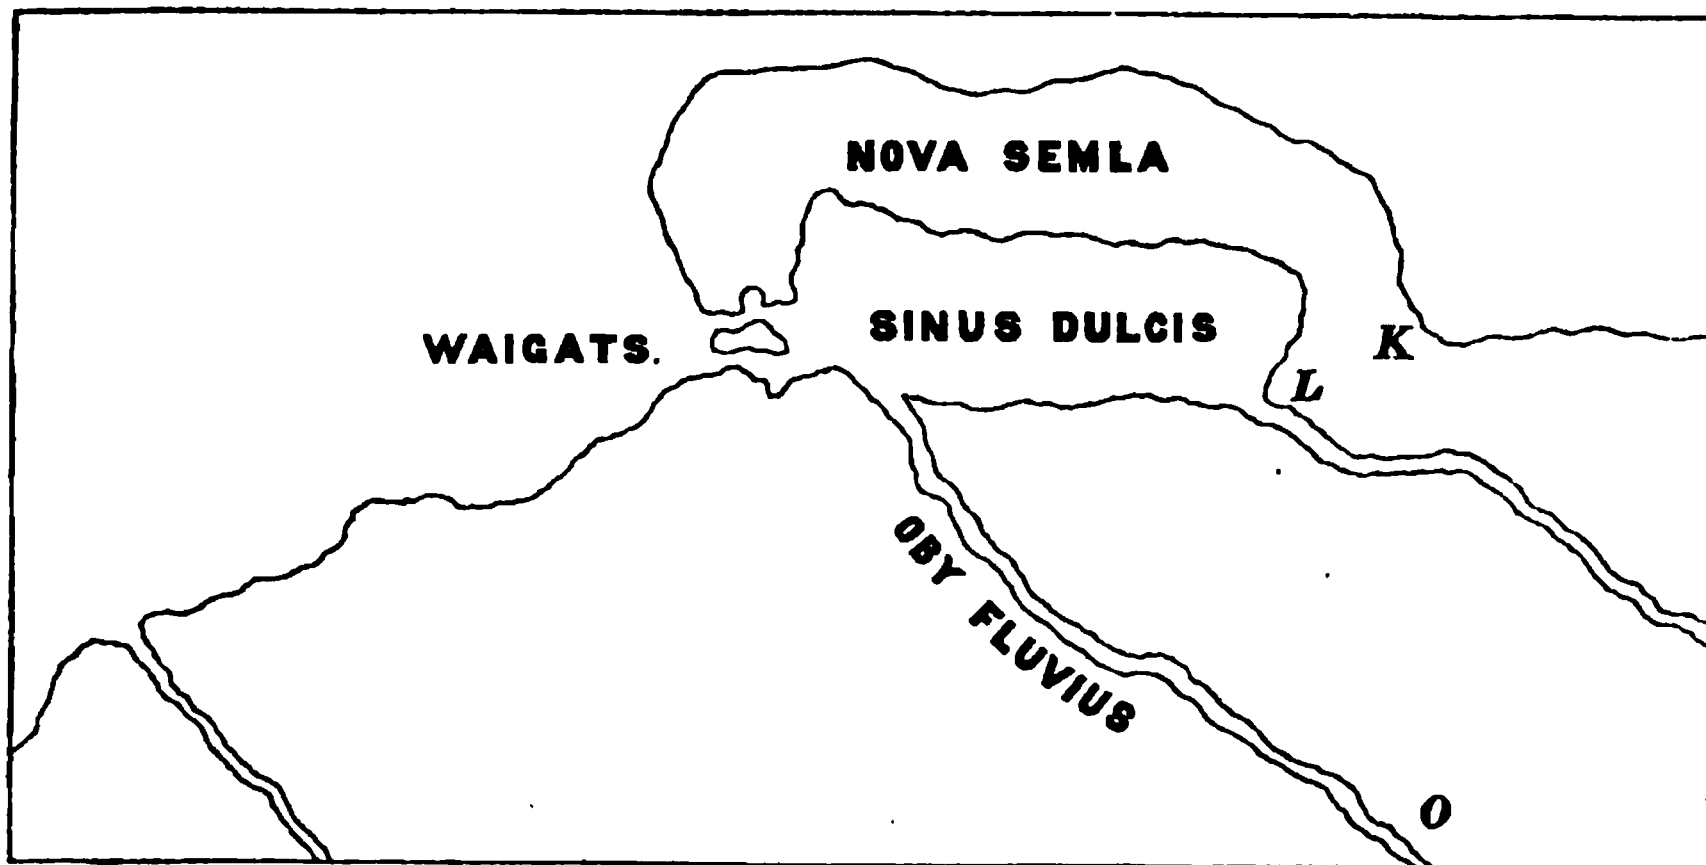 NOVA SEMLA
SINUS DULCIS
WAIGATS.
K
L
OBY FLUVIUS
O